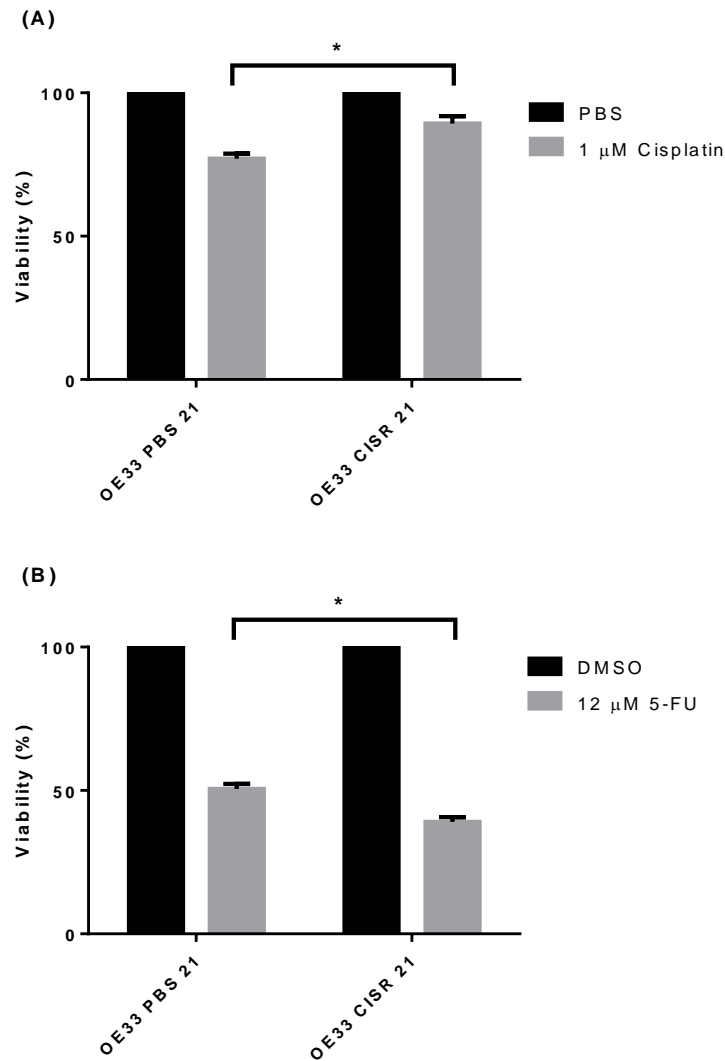 (A)
*
100
PBS
1 μM Cisplatin
Viability (%)
50
0
OE33 PBS 21
OE33 CISR 21
(B)
*
100
DMSO
12 μM 5-FU
Viability (%)
50
0
OE33 PBS 21
OE33 CISR 21